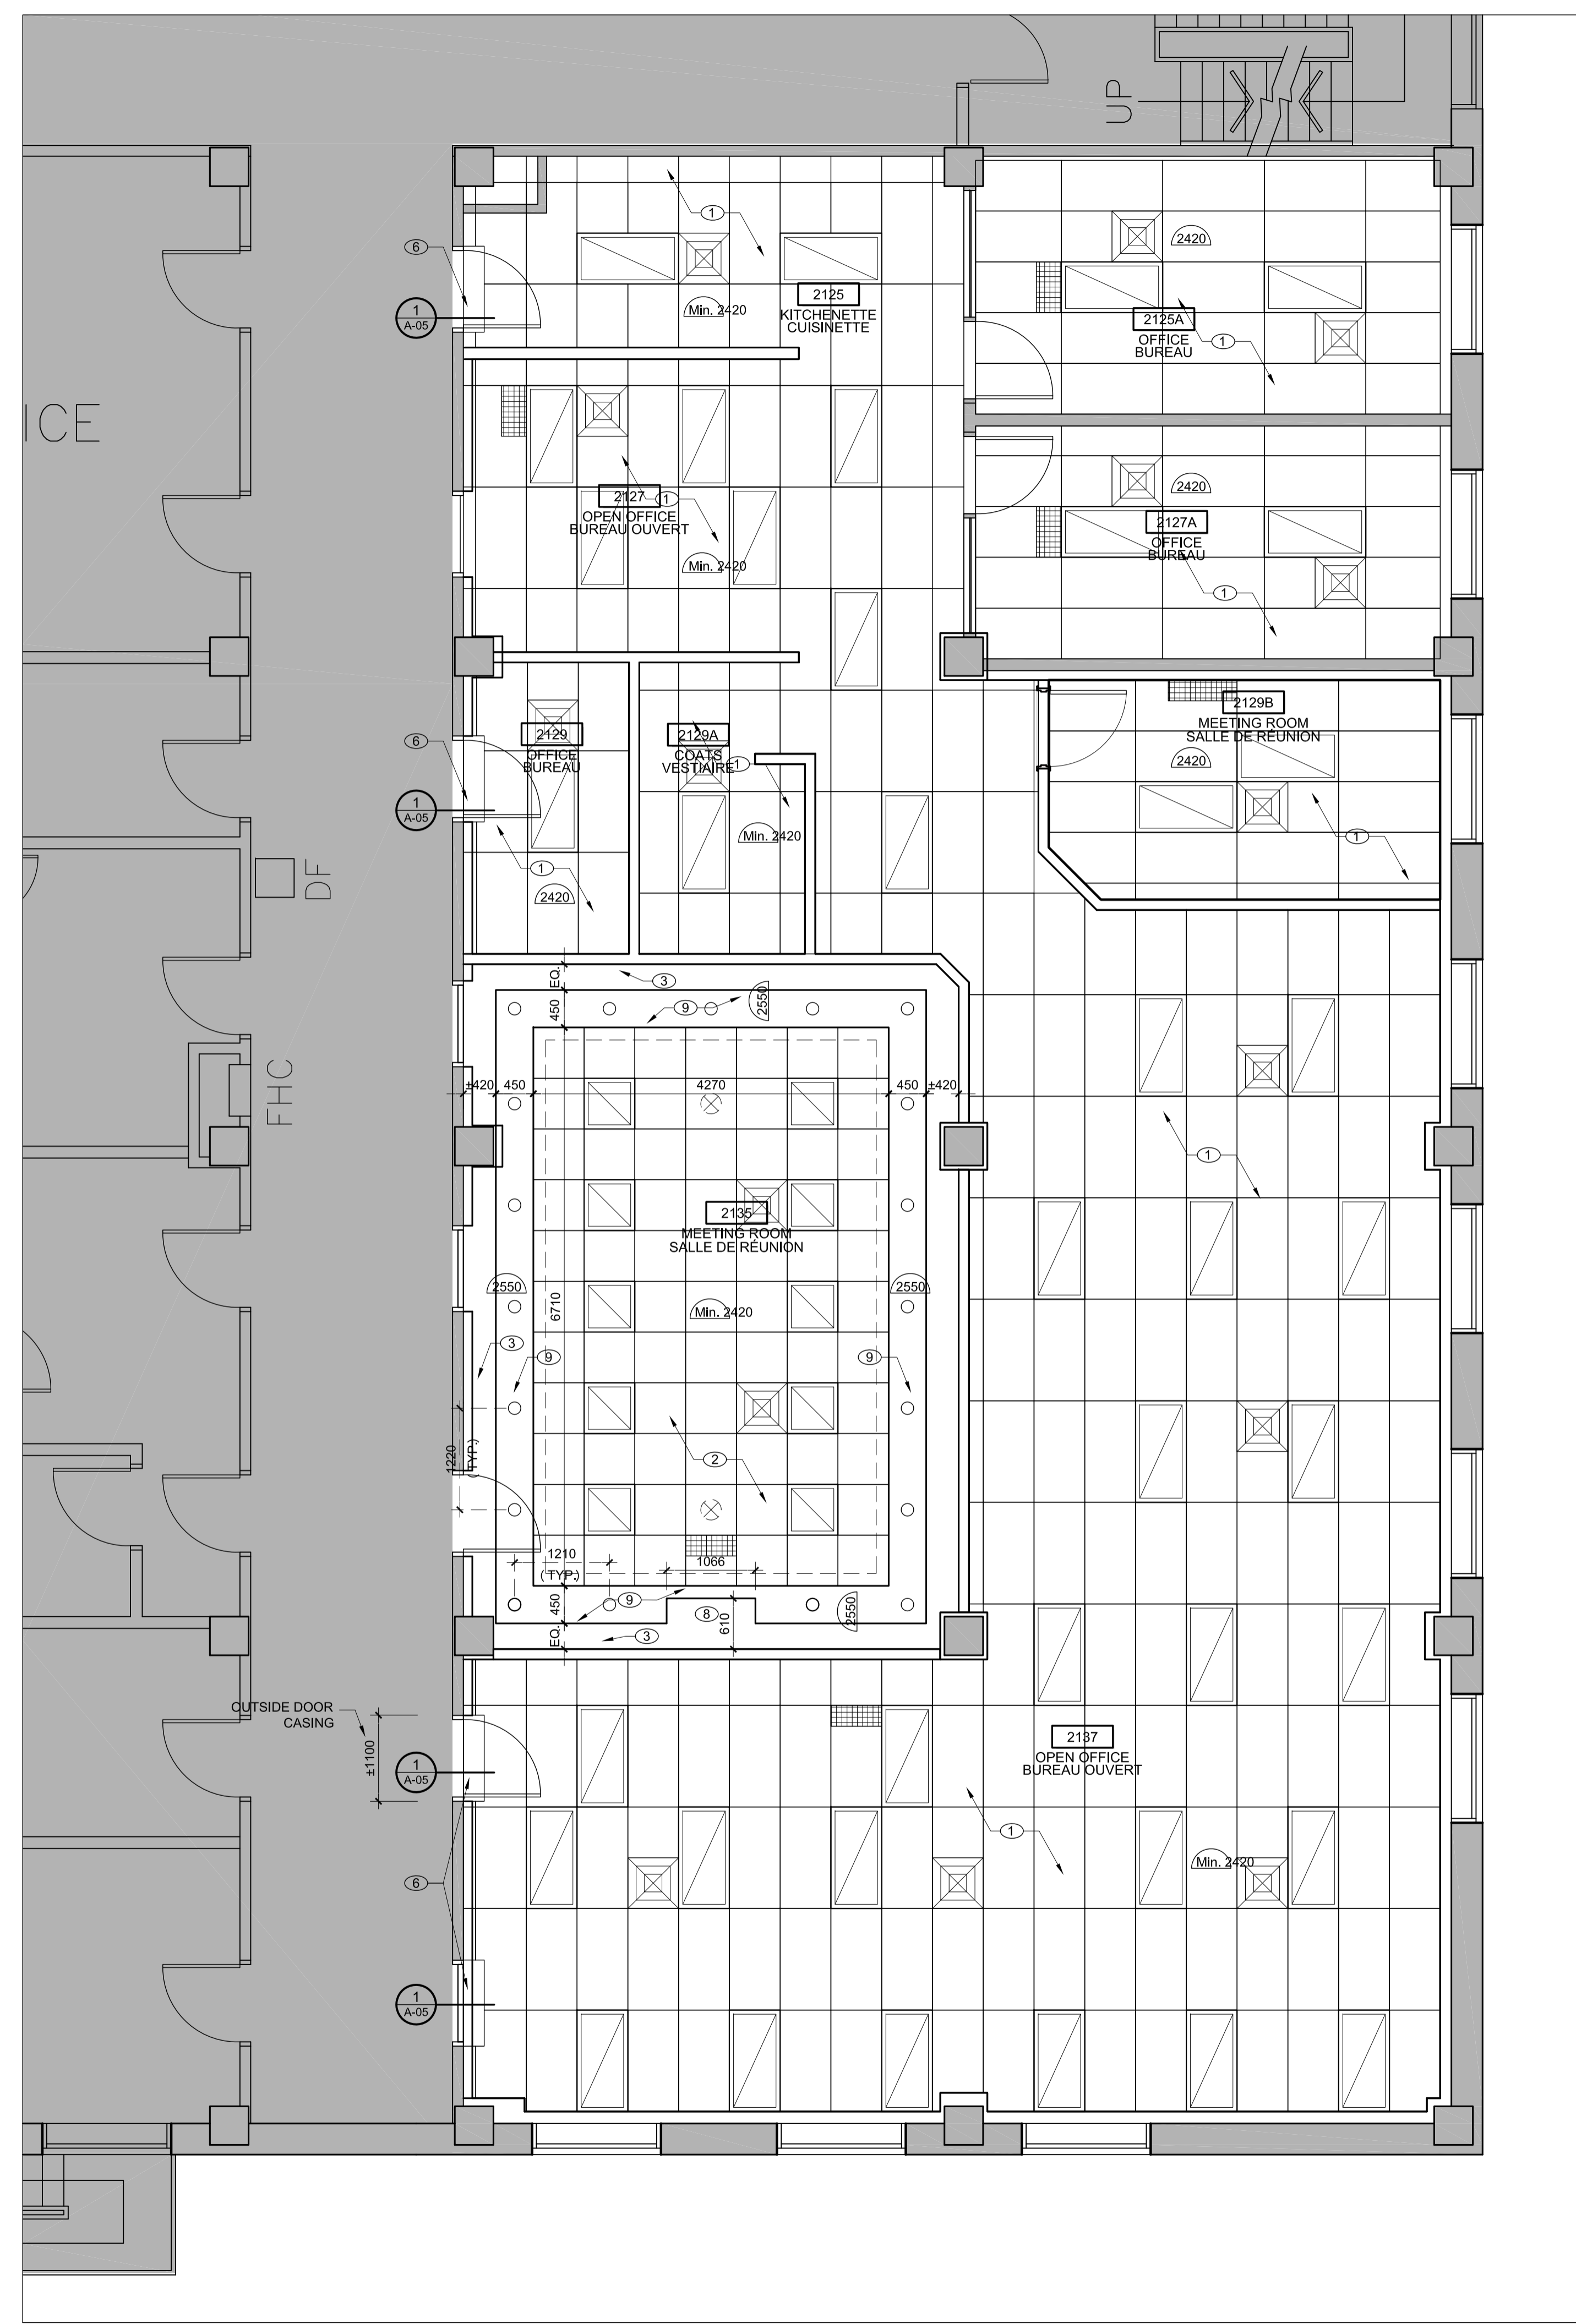 UP
6
1
1
A-05
2420
Min. 2420
2125
KITCHENETTE
CUISINETTE
2125A
OFFICE
BUREAU
1
ICE
2420
2127
1
OPEN OFFICE
BUREAU OUVERT
Min. 2420
2127A
OFFICE
BUREAU
1
6
1
A-05
2129
OFFICE
BUREAU
2129A
COATS
VESTIAIRE
1
2129B
MEETING ROOM
SALLE DE RÉUNION
2420
Min. 2420
1
1
2420
DF
EQ.
3
450
9
2550
FHC
±420
450
4270
450
±420
1
2135
MEETING ROOM
SALLE DE RÉUNION
2550
6710
Min. 2420
2550
3
9
9
1220
(TYP.)
2
1210
(TYP.)
1066
450
9
8
610
2550
EQ.
3
OUTSIDE DOOR
CASING
±1100
1
A-05
2137
OPEN OFFICE
BUREAU OUVERT
1
Min. 2420
6
1
A-05